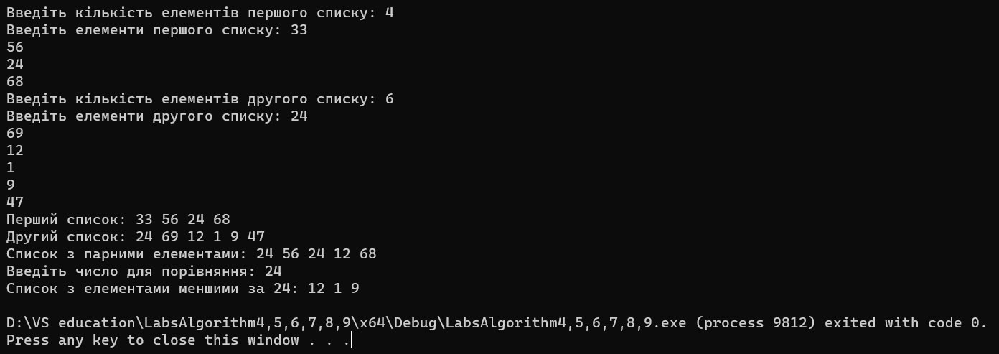 Введіть кількість елементів першого списку: 4
Введіть елементи першого списку: 33
56
24
68
Введіть кількість елементів другого списку: 6
Введіть елементи другого списку: 24
69
12
1
9
47
Перший список: 33 56 24 68
Другий список: 24 69 12 1 9 47
Список з парними елементами: 24 56 24 12 68
Введіть число для порівняння: 24
Список з елементами меншими за 24: 12 1 9
D:\VS education\LabsAlgorithm4,5,6,7,8,9\x64\Debug\LabsAlgorithm4,5,6,7,8,9.exe (process 9812) exited with code 0.
Press any key to close this window . . .